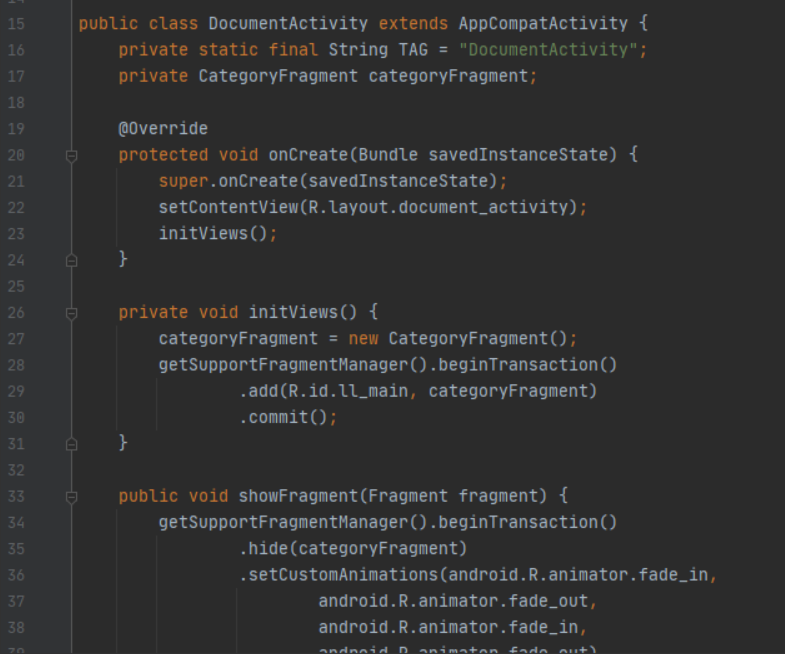 15 public class DocumentActivity extends AppCompatActivity {
16 private static final String TAG = "DocumentActivity";
17 private CategoryFragment categoryFragment;
18
19 @Override
20 protected void onCreate(Bundle savedInstanceState) {
21 super.onCreate(savedInstanceState);
22 setContentView(R.layout.document_activity);
23 initViews();
24 }
25
26 private void initViews() {
27 categoryFragment = new CategoryFragment();
28 getSupportFragmentManager().beginTransaction()
29 .add(R.id.ll_main, categoryFragment)
30 .commit();
31 }
32
33 public void showFragment(Fragment fragment) {
34 getSupportFragmentManager().beginTransaction()
35 .hide(categoryFragment)
36 .setCustomAnimations(android.R.animator.fade_in,
37 android.R.animator.fade_out,
38 android.R.animator.fade_in,
39 android.R.animator.fade_out)